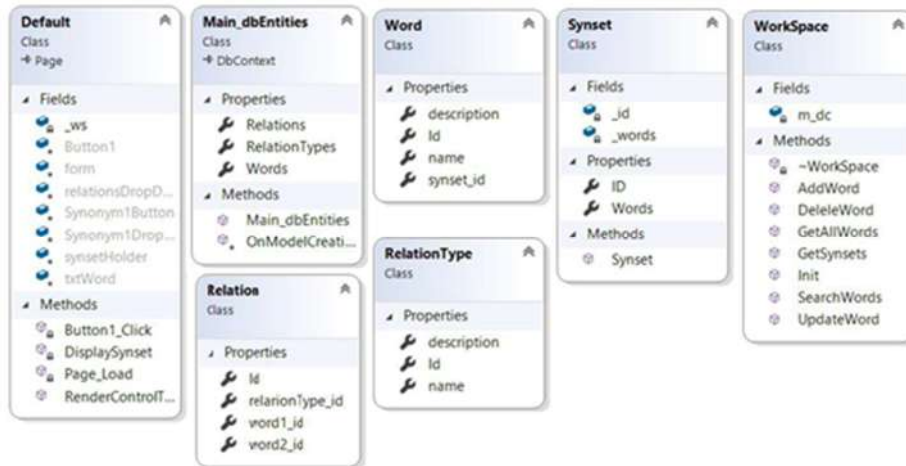 Default
Class
Page
Fields
_ws
Button1
form
relationsDropD...
Synonym1Button
Synonym1Drop...
synsetHolder
txtWord
Methods
Button1_Click
DisplaySynset
Page_Load
RenderControlT...
Main_dbEntities
Class
DbContext
Properties
Relations
RelationTypes
Words
Methods
Main_dbEntities
OnModelCreati...
Relation
Class
Properties
Id
relarionType_id
word1_id
word2_id
Word
Class
Properties
description
Id
name
synset_id
RelationType
Class
Properties
description
Id
name
Synset
Class
Fields
_id
_words
Properties
ID
Words
Methods
Synset
WorkSpace
Class
Fields
m_dc
Methods
~WorkSpace
AddWord
DeleleWord
GetAllWords
GetSynsets
Init
SearchWords
UpdateWord